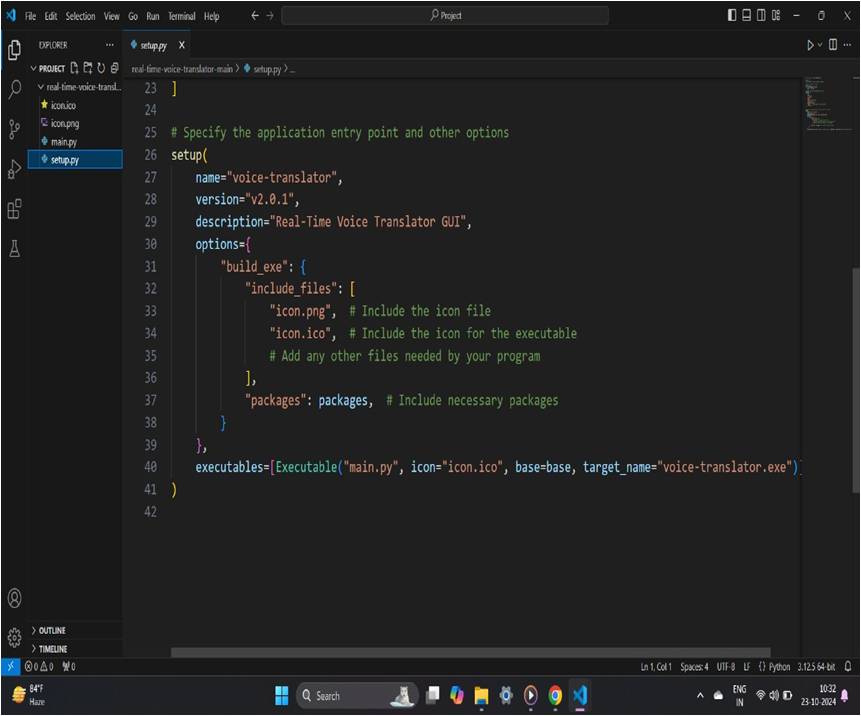 File Edit Selection View Go Run Terminal Help
Project
EXPLORER
setup.py X
PROJECT
real-time-voice-transl...
icon.ico
icon.png
main.py
setup.py
OUTLINE
TIMELINE
real-time-voice-translator-main > setup.py > ...
23 ]
24
25 # Specify the application entry point and other options
26 setup(
27 name="voice-translator",
28 version="v2.0.1",
29 description="Real-Time Voice Translator GUI",
30 options={
31 "build_exe": {
32 "include_files": [
33 "icon.png", # Include the icon file
34 "icon.ico", # Include the icon for the executable
35 # Add any other files needed by your program
36 ],
37 "packages": packages, # Include necessary packages
38 }
39 },
40 executables=[Executable("main.py", icon="icon.ico", base=base, target_name="voice-translator.exe")]
41 )
42
0 0 0 Ln 1, Col 1 Spaces: 4 UTF-8 LF {} Python 3.12.5 64-bit
84°F
Haze
Search
ENG
IN
10:32
23-10-2024